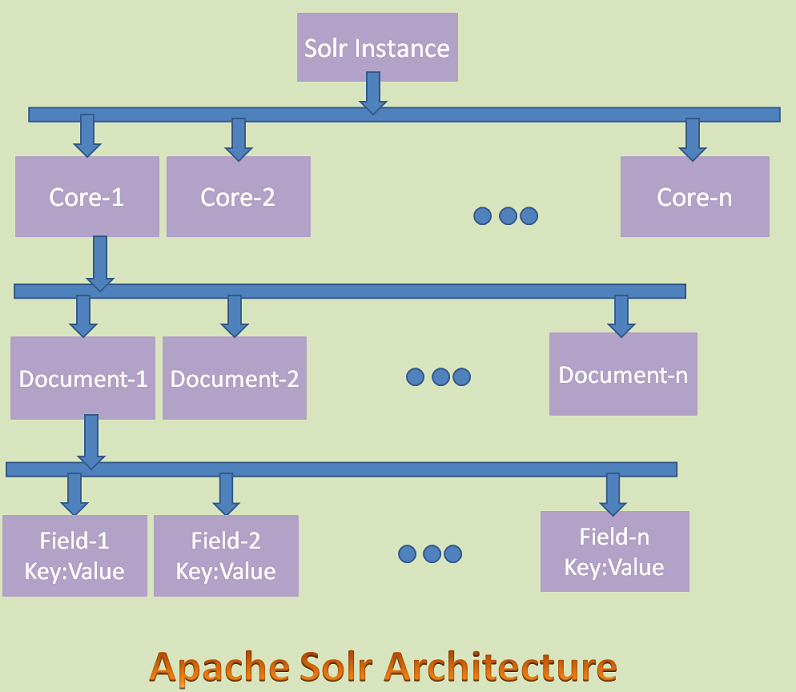 Solr Instance
Core-1
Core-2
Core-n
Document-1
Document-2
Document-n
Field-1
Key:Value
Field-2
Key:Value
Field-n
Key:Value
Apache Solr Architecture